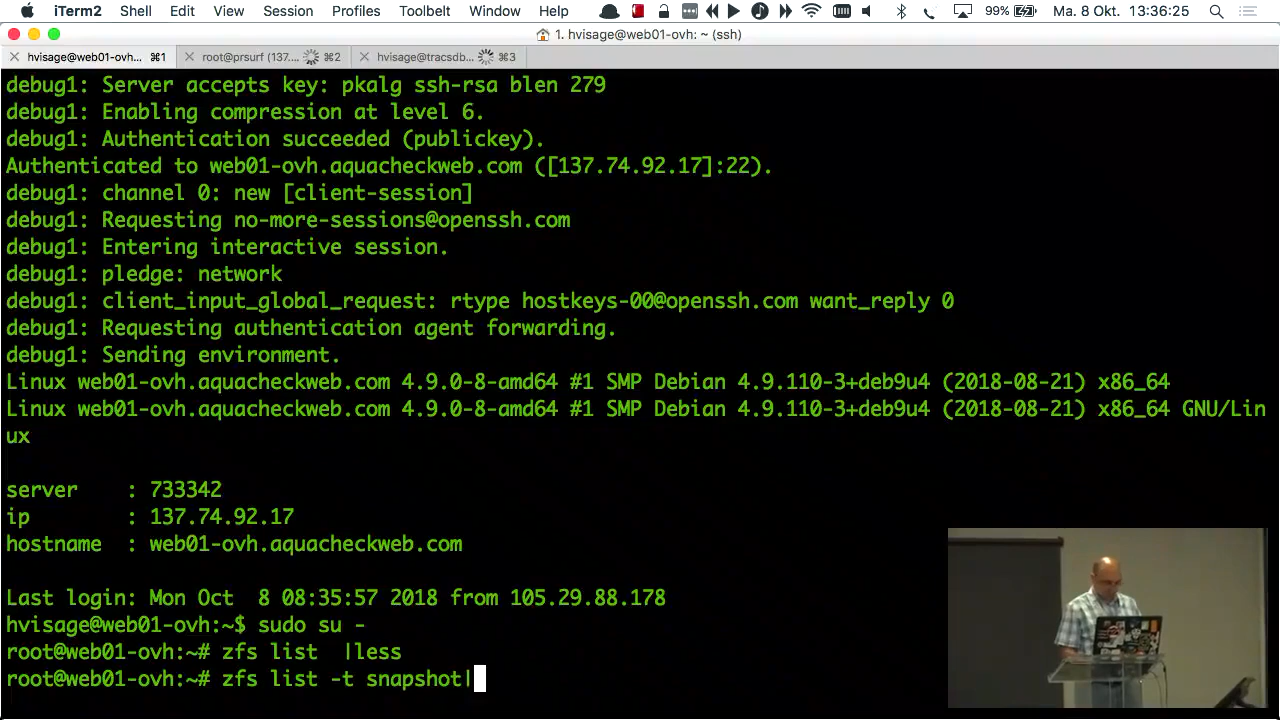 iTerm2 Shell Edit View Session Profiles Toolbelt Window Help 99% Ma. 8 Okt. 13:36:25
1. hvisage@web01-ovh: ~ (ssh)
hvisage@web01-ovh... ⌘1 root@prsurf (137.... ⌘2 hvisage@tracsdb... ⌘3
debug1: Server accepts key: pkalg ssh-rsa blen 279
debug1: Enabling compression at level 6.
debug1: Authentication succeeded (publickey).
Authenticated to web01-ovh.aquacheckweb.com ([137.74.92.17]:22).
debug1: channel 0: new [client-session]
debug1: Requesting no-more-sessions@openssh.com
debug1: Entering interactive session.
debug1: pledge: network
debug1: client_input_global_request: rtype hostkeys-00@openssh.com want_reply 0
debug1: Requesting authentication agent forwarding.
debug1: Sending environment.
Linux web01-ovh.aquacheckweb.com 4.9.0-8-amd64 #1 SMP Debian 4.9.110-3+deb9u4 (2018-08-21) x86_64
Linux web01-ovh.aquacheckweb.com 4.9.0-8-amd64 #1 SMP Debian 4.9.110-3+deb9u4 (2018-08-21) x86_64 GNU/Lin
ux
server : 733342
ip : 137.74.92.17
hostname : web01-ovh.aquacheckweb.com
Last login: Mon Oct  8 08:35:57 2018 from 105.29.88.178
hvisage@web01-ovh:~$ sudo su -
root@web01-ovh:~# zfs list  |less
root@web01-ovh:~# zfs list -t snapshot|